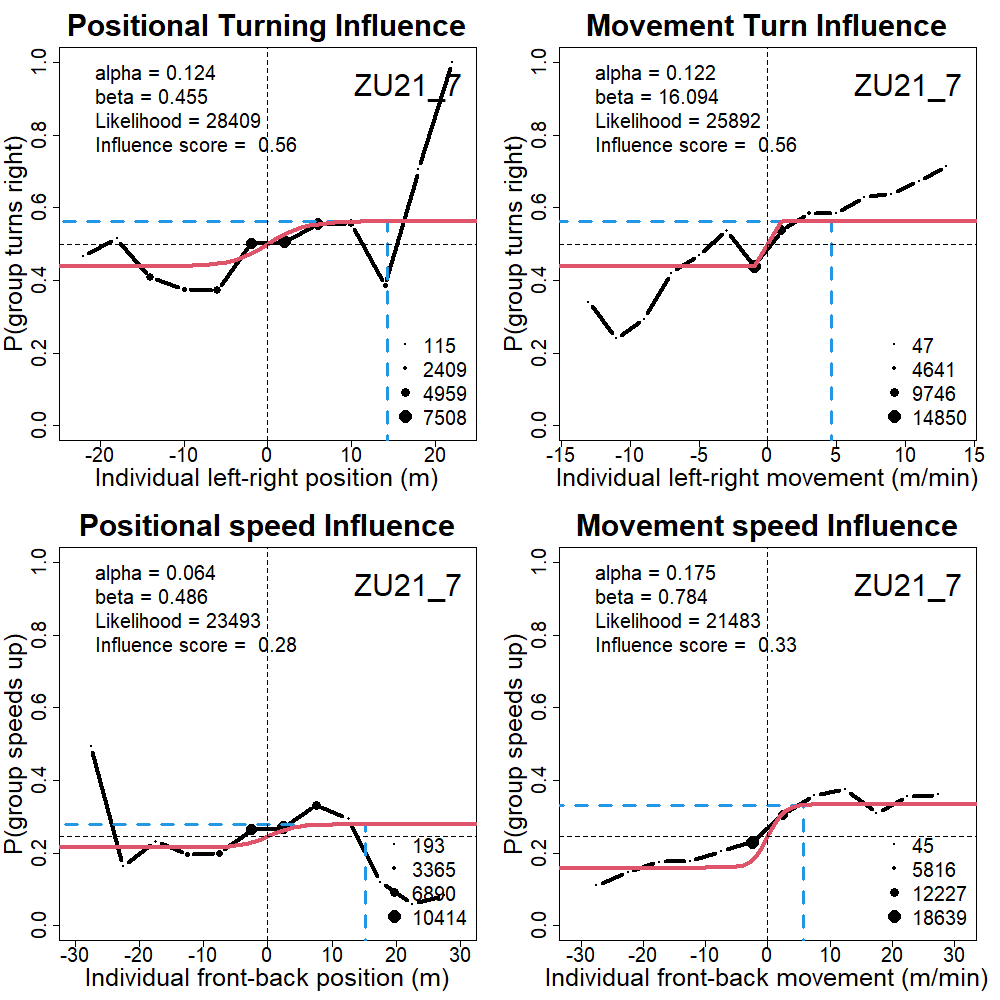 Positional Turning Influence
alpha = 0.124
beta = 0.455
Likelihood = 28409
Influence score = 0.56
ZU21_7
P(group turns right)
0.0 0.2 0.4 0.6 0.8 1.0
115
2409
4959
7508
-20 -10 0 10 20
Individual left-right position (m)
Movement Turn Influence
alpha = 0.122
beta = 16.094
Likelihood = 25892
Influence score = 0.56
ZU21_7
P(group turns right)
0.0 0.2 0.4 0.6 0.8 1.0
47
4641
9746
14850
-15 -10 -5 0 5 10 15
Individual left-right movement (m/min)
Positional speed Influence
alpha = 0.064
beta = 0.486
Likelihood = 23493
Influence score = 0.28
ZU21_7
P(group speeds up)
0.0 0.2 0.4 0.6 0.8 1.0
193
3365
6890
10414
-30 -20 -10 0 10 20 30
Individual front-back position (m)
Movement speed Influence
alpha = 0.175
beta = 0.784
Likelihood = 21483
Influence score = 0.33
ZU21_7
P(group speeds up)
0.0 0.2 0.4 0.6 0.8 1.0
45
5816
12227
18639
-30 -20 -10 0 10 20 30
Individual front-back movement (m/min)